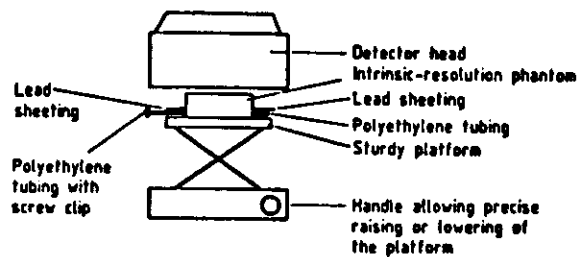 Detector head
Intrinsic-resolution phantom
Lead
sheeting
Lead sheeting
Polyethylene tubing
Sturdy platform
Polyethylene
tubing with
screw clip
Handle allowing precise
raising or lowering of
the platform